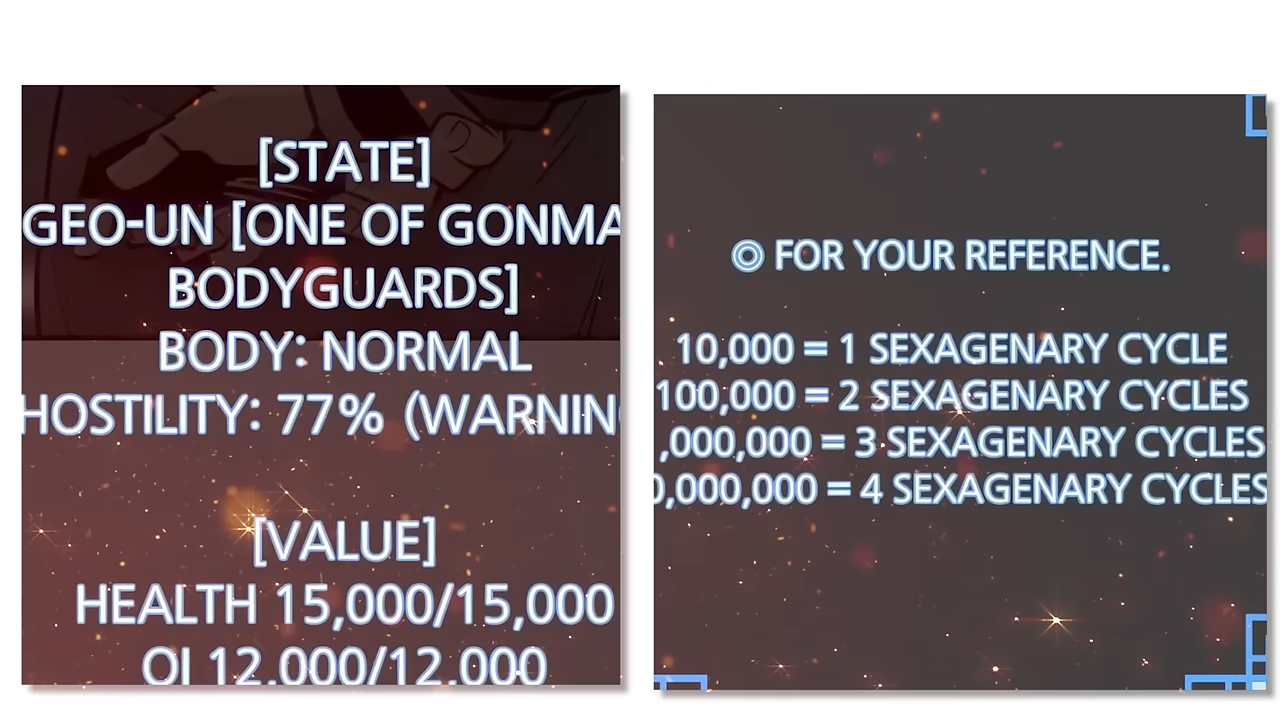 [STATE]
GEO-UN [ONE OF GONMA
BODYGUARDS]
BODY: NORMAL
HOSTILITY: 77% (WARNIN
[VALUE]
HEALTH 15,000/15,000
QI 12,000/12,000
◎ FOR YOUR REFERENCE.
10,000 = 1 SEXAGENARY CYCLE
100,000 = 2 SEXAGENARY CYCLES
,000,000 = 3 SEXAGENARY CYCLES
0,000,000 = 4 SEXAGENARY CYCLES